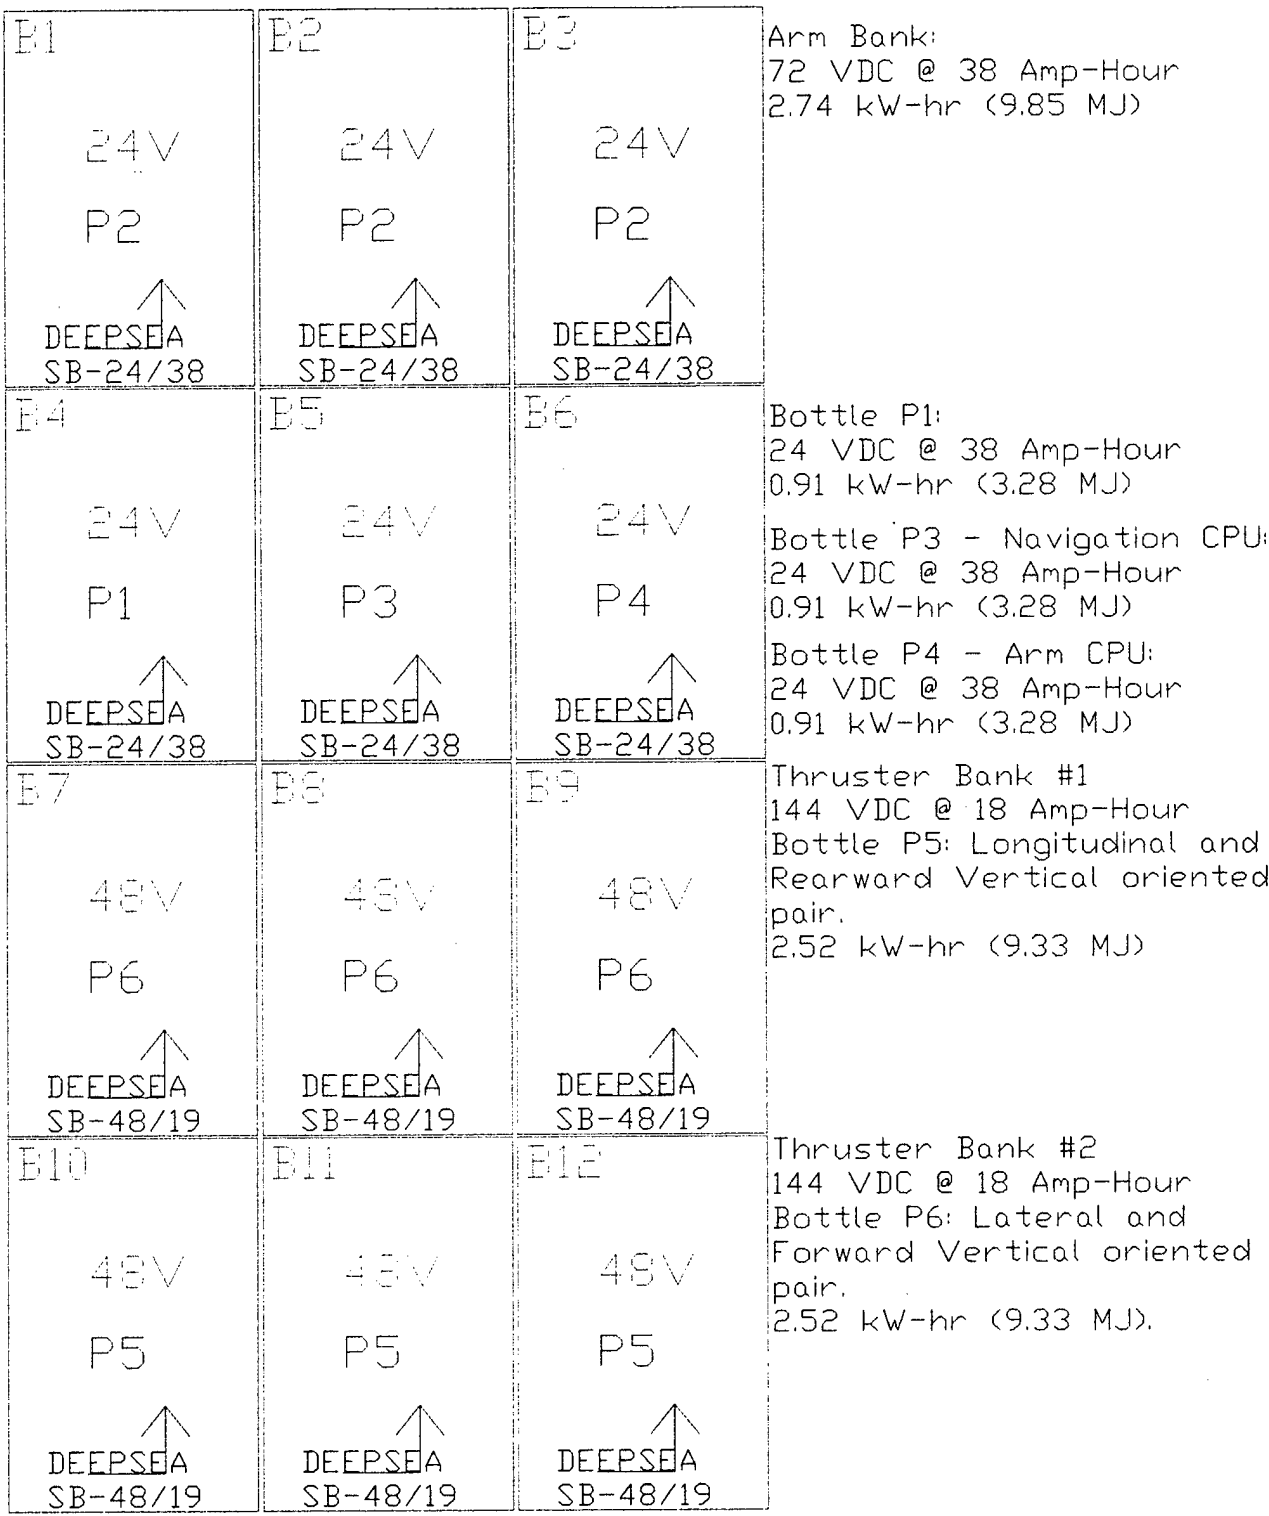 B1
24V
P2
DEEPSEA
SB-24/38
B2
24V
P2
DEEPSEA
SB-24/38
B3
24V
P2
DEEPSEA
SB-24/38
Arm Bank:
72 VDC @ 38 Amp-Hour
2.74 kW-hr (9.85 MJ)
B4
24V
P1
DEEPSEA
SB-24/38
B5
24V
P3
DEEPSEA
SB-24/38
B6
24V
P4
DEEPSEA
SB-24/38
Bottle P1:
24 VDC @ 38 Amp-Hour
0.91 kW-hr (3.28 MJ)
Bottle P3 - Navigation CPU:
24 VDC @ 38 Amp-Hour
0.91 kW-hr (3.28 MJ)
Bottle P4 - Arm CPU:
24 VDC @ 38 Amp-Hour
0.91 kW-hr (3.28 MJ)
B7
48V
P6
DEEPSEA
SB-48/19
B8
48V
P6
DEEPSEA
SB-48/19
B9
48V
P6
DEEPSEA
SB-48/19
Thruster Bank #1
144 VDC @ 18 Amp-Hour
Bottle P5: Longitudinal and
Rearward Vertical oriented
pair.
2.52 kW-hr (9.33 MJ)
B10
48V
P5
DEEPSEA
SB-48/19
B11
48V
P5
DEEPSEA
SB-48/19
B12
48V
P5
DEEPSEA
SB-48/19
Thruster Bank #2
144 VDC @ 18 Amp-Hour
Bottle P6: Lateral and
Forward Vertical oriented
pair.
2.52 kW-hr (9.33 MJ).